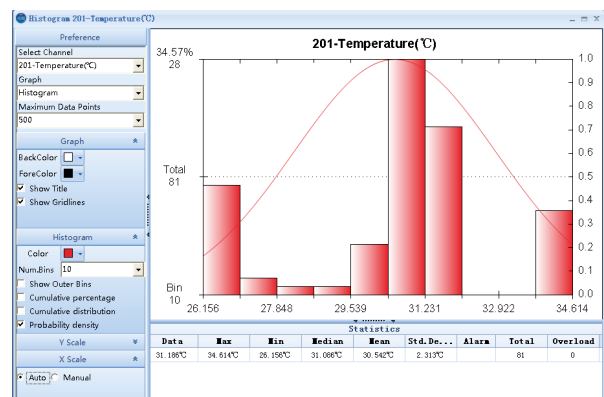 Histogram 201-Temperature(℃)
Preference
Select Channel
201-Temperature(℃)
Graph
Histogram
Maximum Data Points
500
Graph
BackColor
ForeColor
Show Title
Show Gridlines
Histogram
Color
Num.Bins 10
Show Outer Bins
Cumulative percentage
Cumulative distribution
Probability density
Y Scale
X Scale
Auto Manual
201-Temperature(℃)
34.57%
28
Total
81
Bin
10
1.0
0.9
0.8
0.7
0.6
0.5
0.4
0.3
0.2
0.1
0.0
26.156 27.848 29.539 31.231 32.922 34.614
Statistics
Data Max Min Median Mean Std.De... Alarm Total Overload
31.186℃ 34.614℃ 26.156℃ 31.086℃ 30.542℃ 2.313℃ 81 0